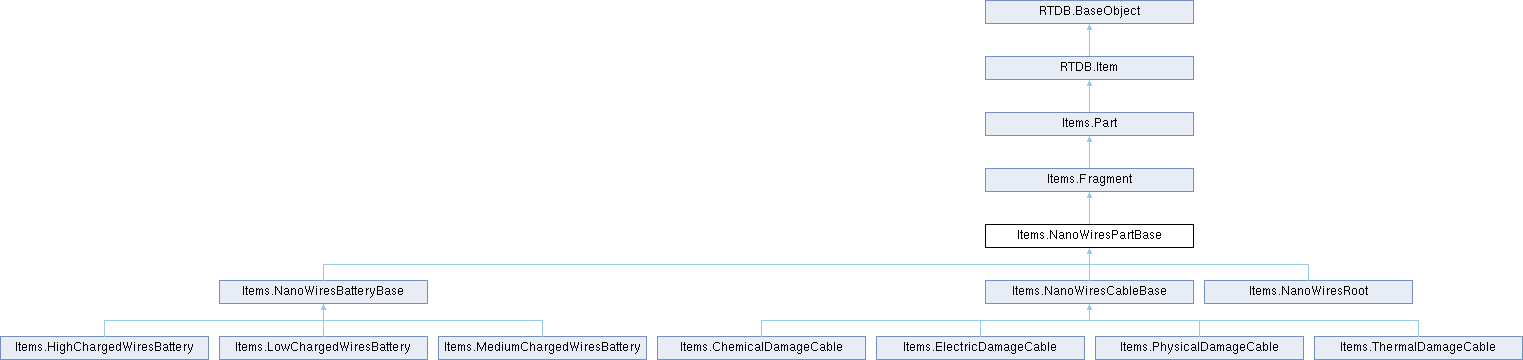 RTDB.BaseObject
RTDB.Item
Items.Part
Items.Fragment
Items.NanoWiresPartBase
Items.NanoWiresBatteryBase
Items.NanoWiresCableBase
Items.NanoWiresRoot
Items.HighChargedWiresBattery
Items.LowChargedWiresBattery
Items.MediumChargedWiresBattery
Items.ChemicalDamageCable
Items.ElectricDamageCable
Items.PhysicalDamageCable
Items.ThermalDamageCable